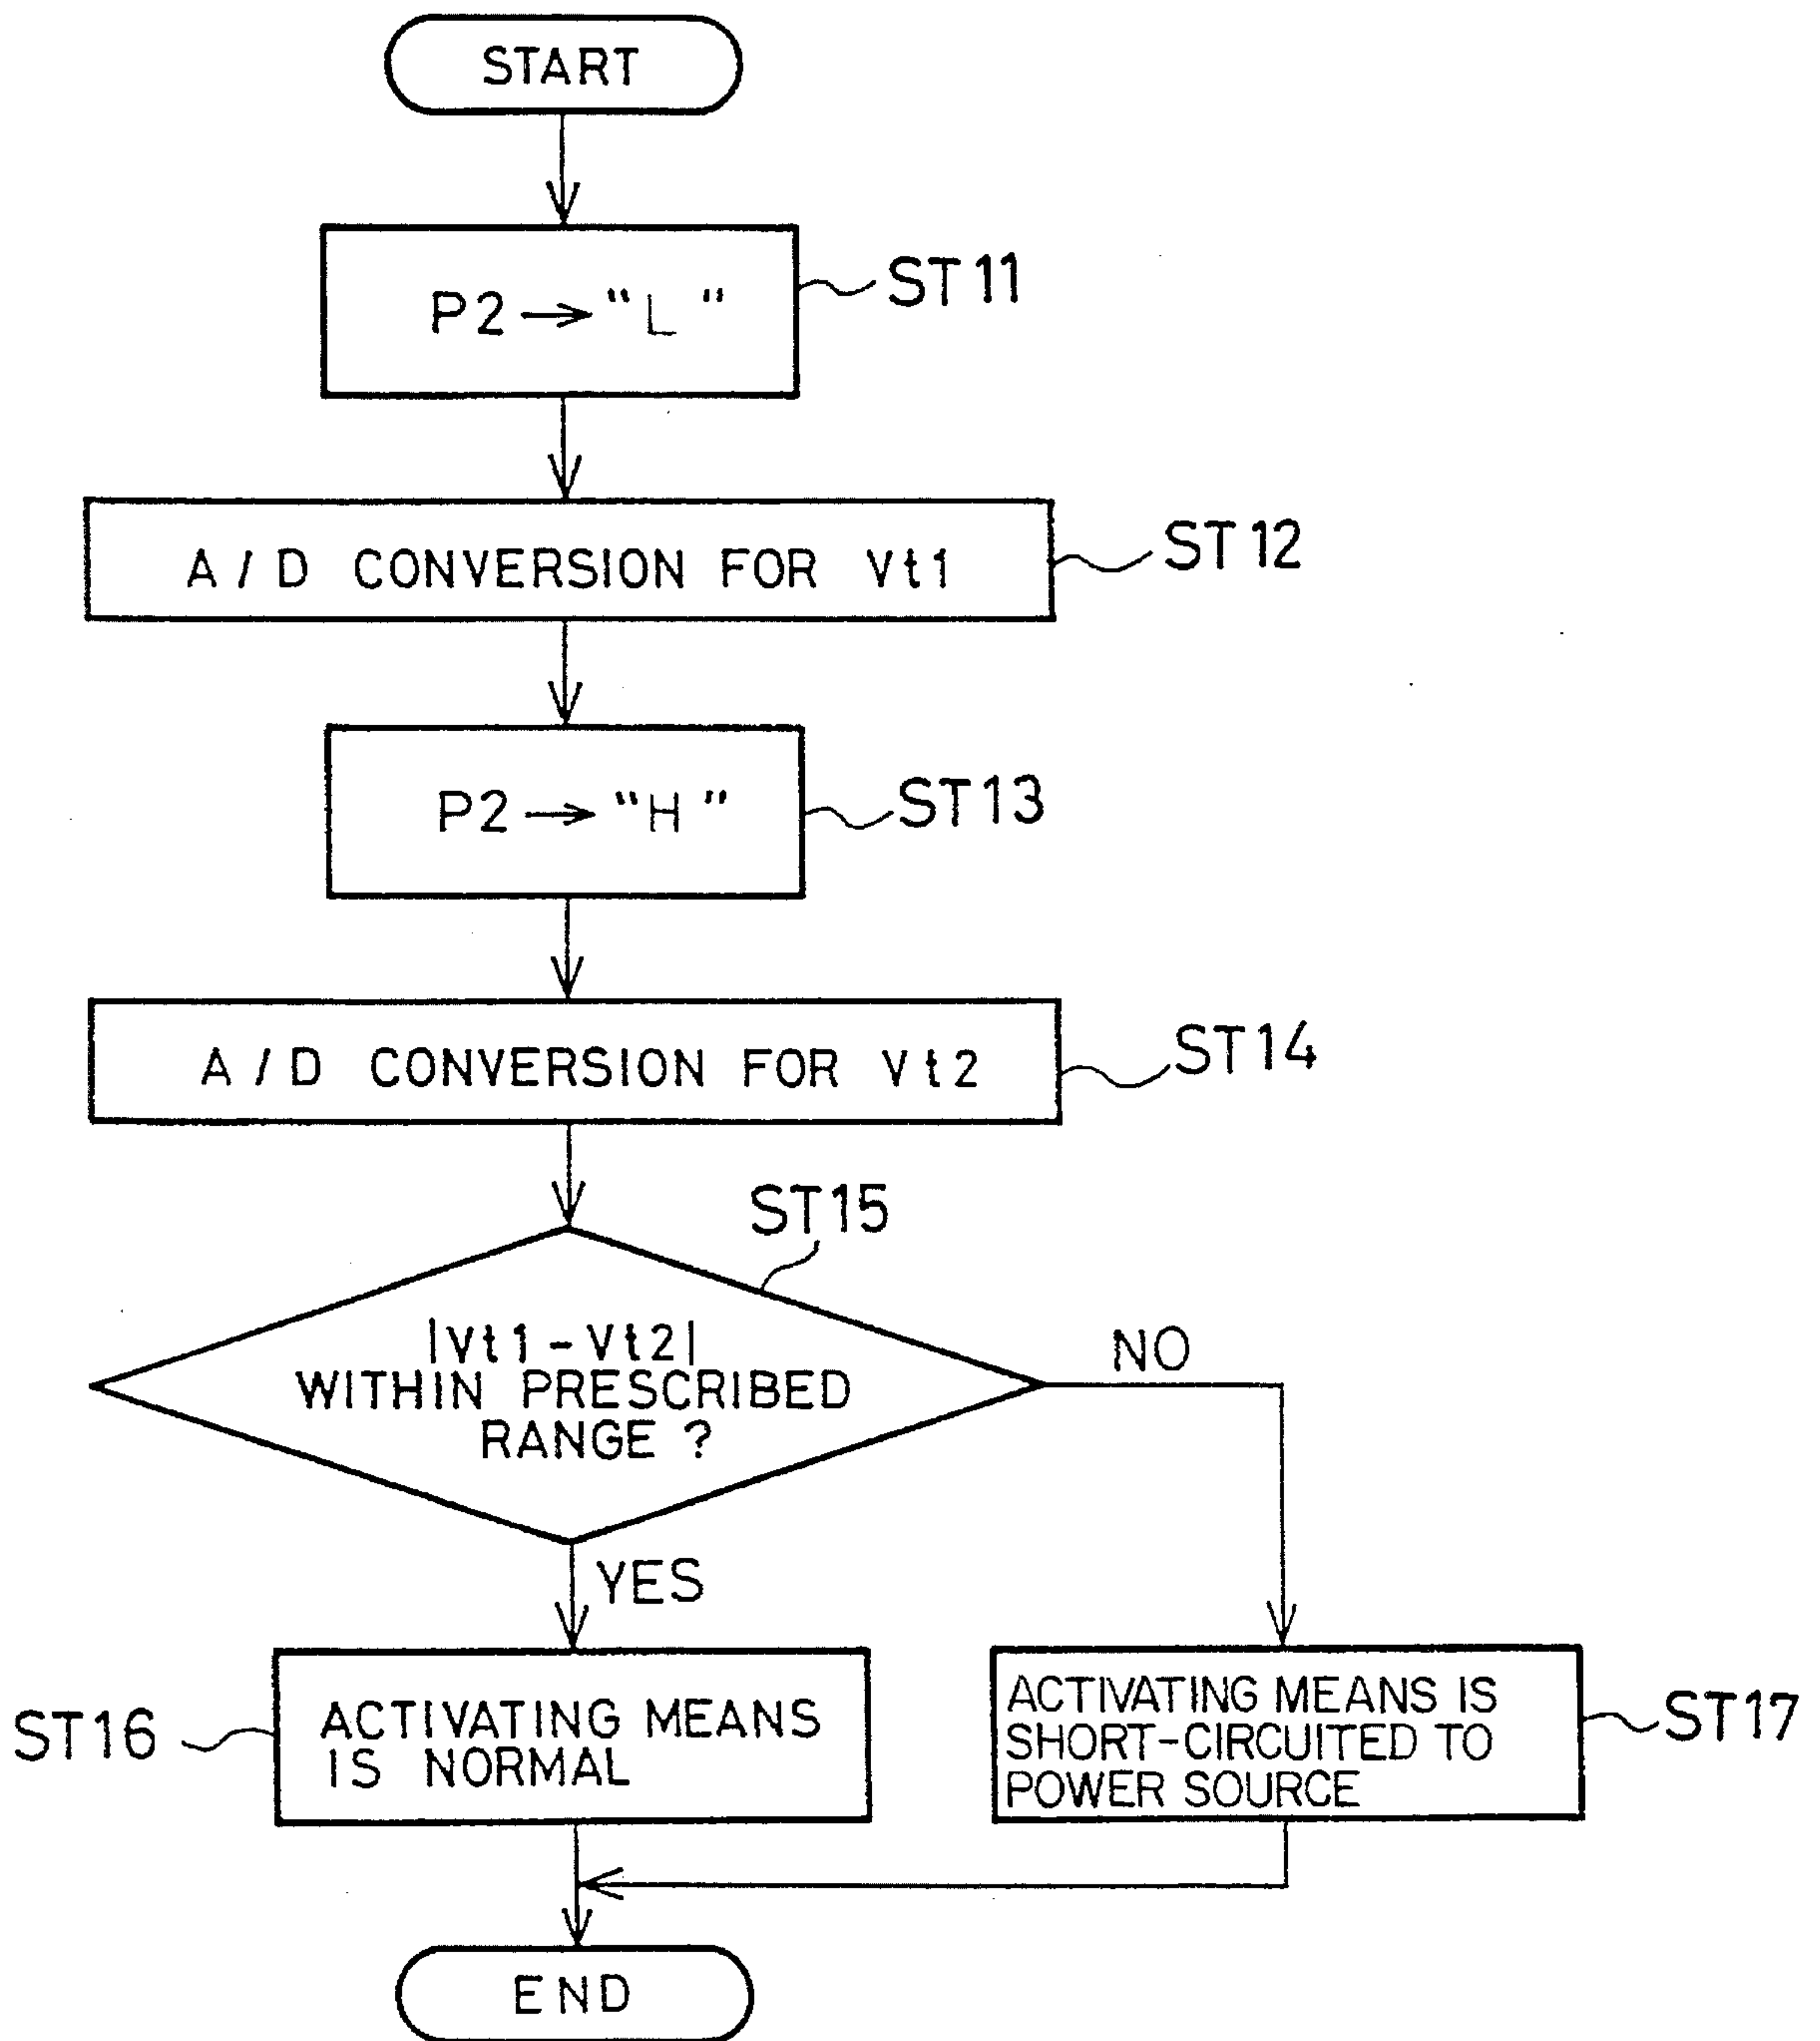 START
P2 → "L"
ST11
A / D CONVERSION FOR Vt1
ST12
P2 → "H"
ST13
A / D CONVERSION FOR Vt2
ST14
ST15
|Vt1 - Vt2|
WITHIN PRESCRIBED
RANGE ?
NO
YES
ST16
ACTIVATING MEANS
IS NORMAL
ACTIVATING MEANS IS
SHORT-CIRCUITED TO
POWER SOURCE
ST17
END